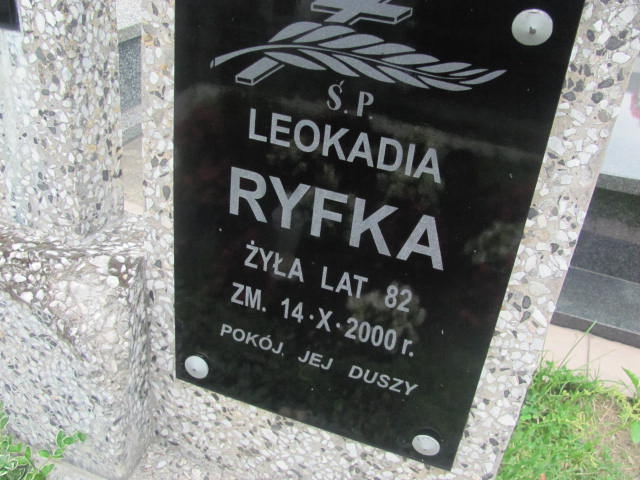 Ś.P.
LEOKADIA
RYFKA
ŻYŁA LAT 82
ZM. 14·X·2000 r.
POKÓJ JEJ DUSZY